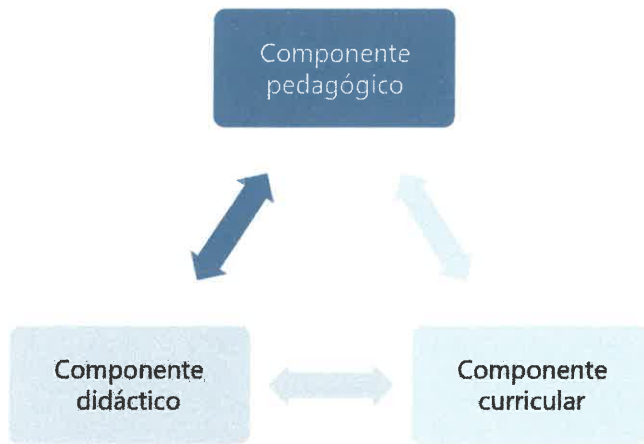 Componente
pedagógico
Componente
didáctico
Componente
curricular